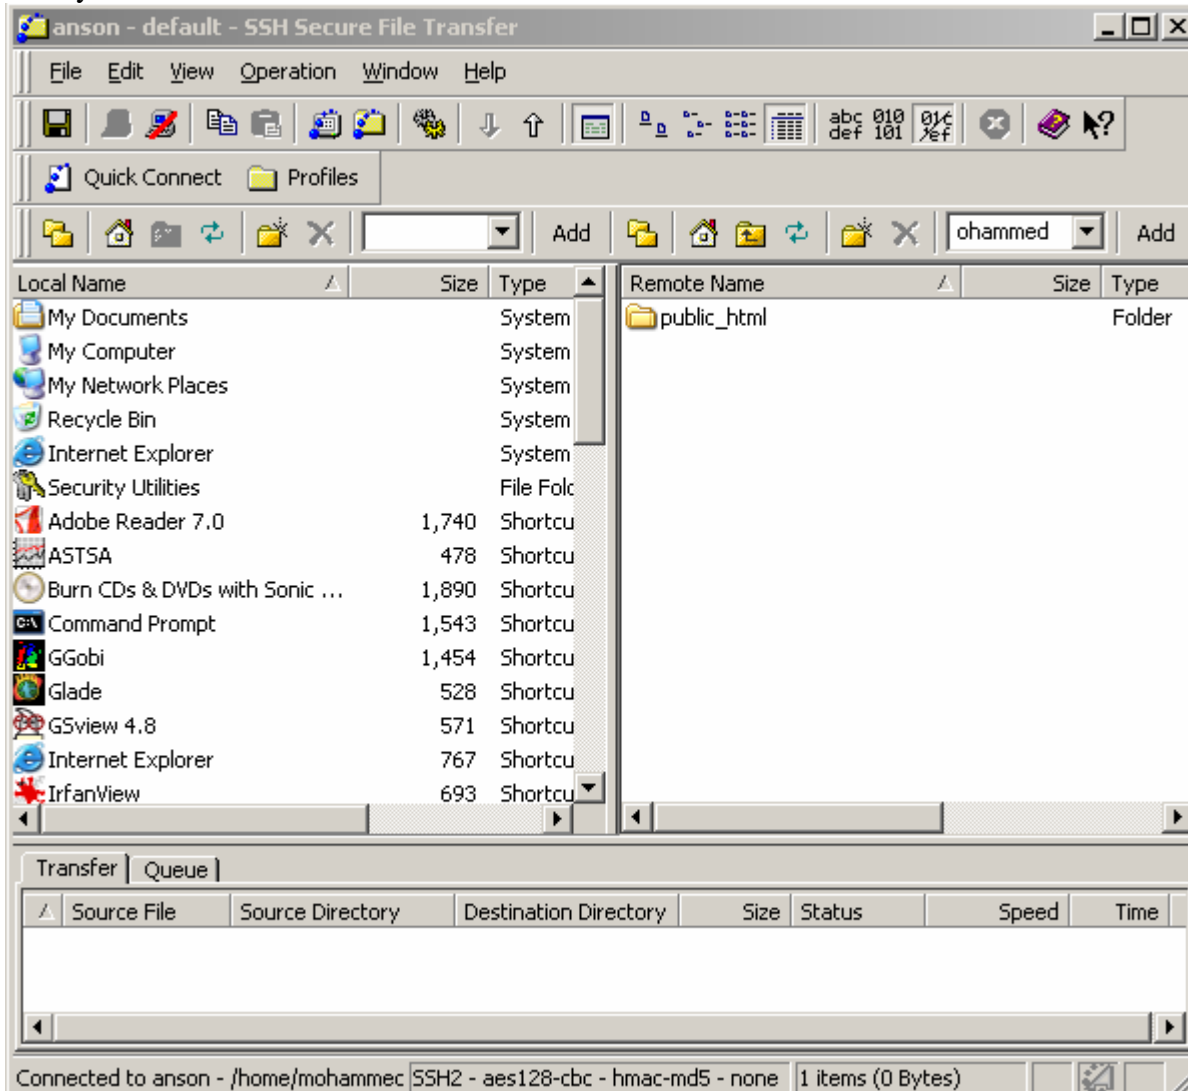 anson - default - SSH Secure File Transfer
File Edit View Operation Window Help
abc def 010 101
Quick Connect Profiles
Add ohammed Add
Local Name Size Type Remote Name Size Type
My Documents System public_html Folder
My Computer System
My Network Places System
Recycle Bin System
Internet Explorer System
Security Utilities File Folc
Adobe Reader 7.0 1,740 Shortcu
ASTSA 478 Shortcu
Burn CDs & DVDs with Sonic ... 1,890 Shortcu
Command Prompt 1,543 Shortcu
GGobi 1,454 Shortcu
Glade 528 Shortcu
GSview 4.8 571 Shortcu
Internet Explorer 767 Shortcu
IrfanView 693 Shortcu
Transfer Queue
Source File Source Directory Destination Directory Size Status Speed Time
Connected to anson - /home/mohammec SSH2 - aes128-cbc - hmac-md5 - none 1 items (0 Bytes)